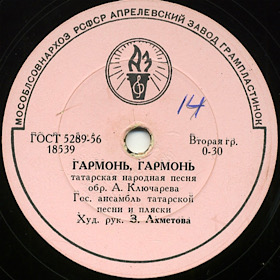 МОСОБЛСОВНАРХОЗ РСФСР АПРЕЛЕВСКИЙ ЗАВОД ГРАМПЛАСТИНОК
14
ГОСТ 5289-56
18539
Вторая гр.
0-30
ГАРМОНЬ, ГАРМОНЬ
татарская народная песня
обр. А. Ключарева
Гос. ансамбль татарской
песни и пляски
Худ. рук. З. Ахметова